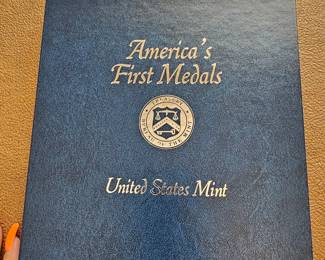 America's
First Medals
United States Mint